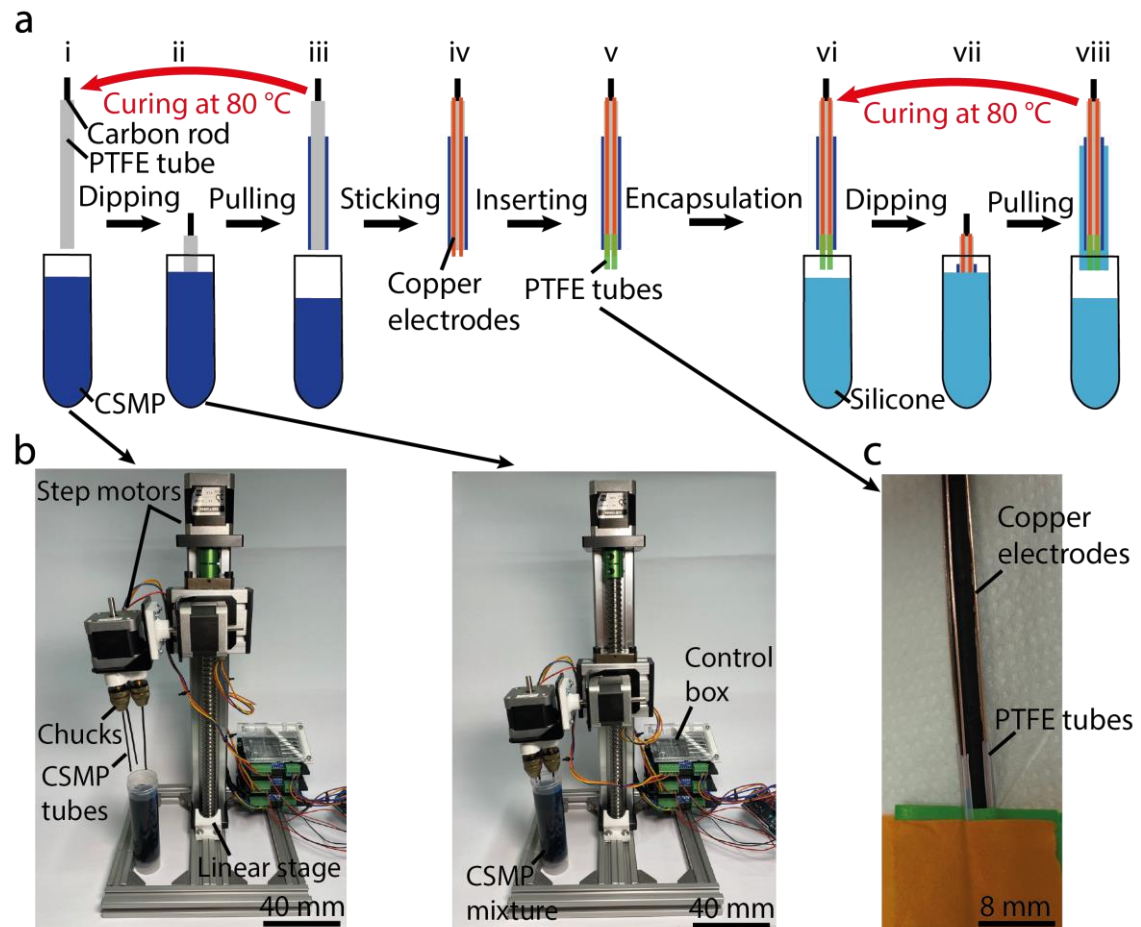 a
i
ii
iii
iv
v
vi
vii
viii
Curing at 80 °C
Curing at 80 °C
Carbon rod
PTFE tube
Dipping
Pulling
Sticking
Inserting
Encapsulation
Dipping
Pulling
Copper
electrodes
PTFE tubes
CSMP
Silicone
b
Step motors
Chucks
CSMP
tubes
Linear stage
40 mm
Control
box
CSMP
mixture
40 mm
c
Copper
electrodes
PTFE tubes
8 mm